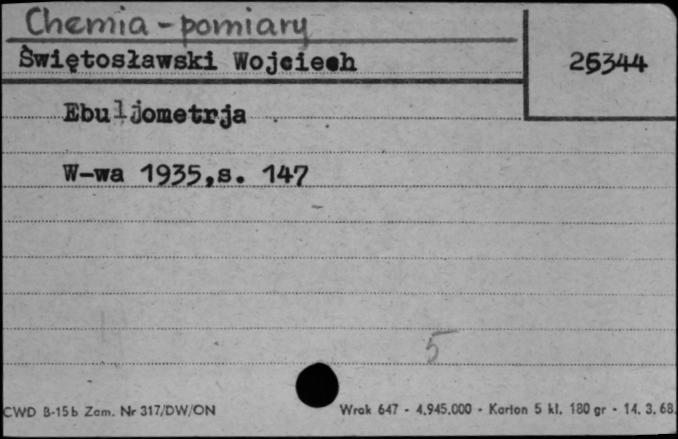 Chemia - pomiary
Świętosławski Wojciech
25344
Ebuljometrja
W-wa 1935, s. 147
5
CWD B-15b Zam. Nr 317/DW/ON
Wrak 647 - 4.945.000 - Karton 5 kl. 180 gr - 14. 3. 68.